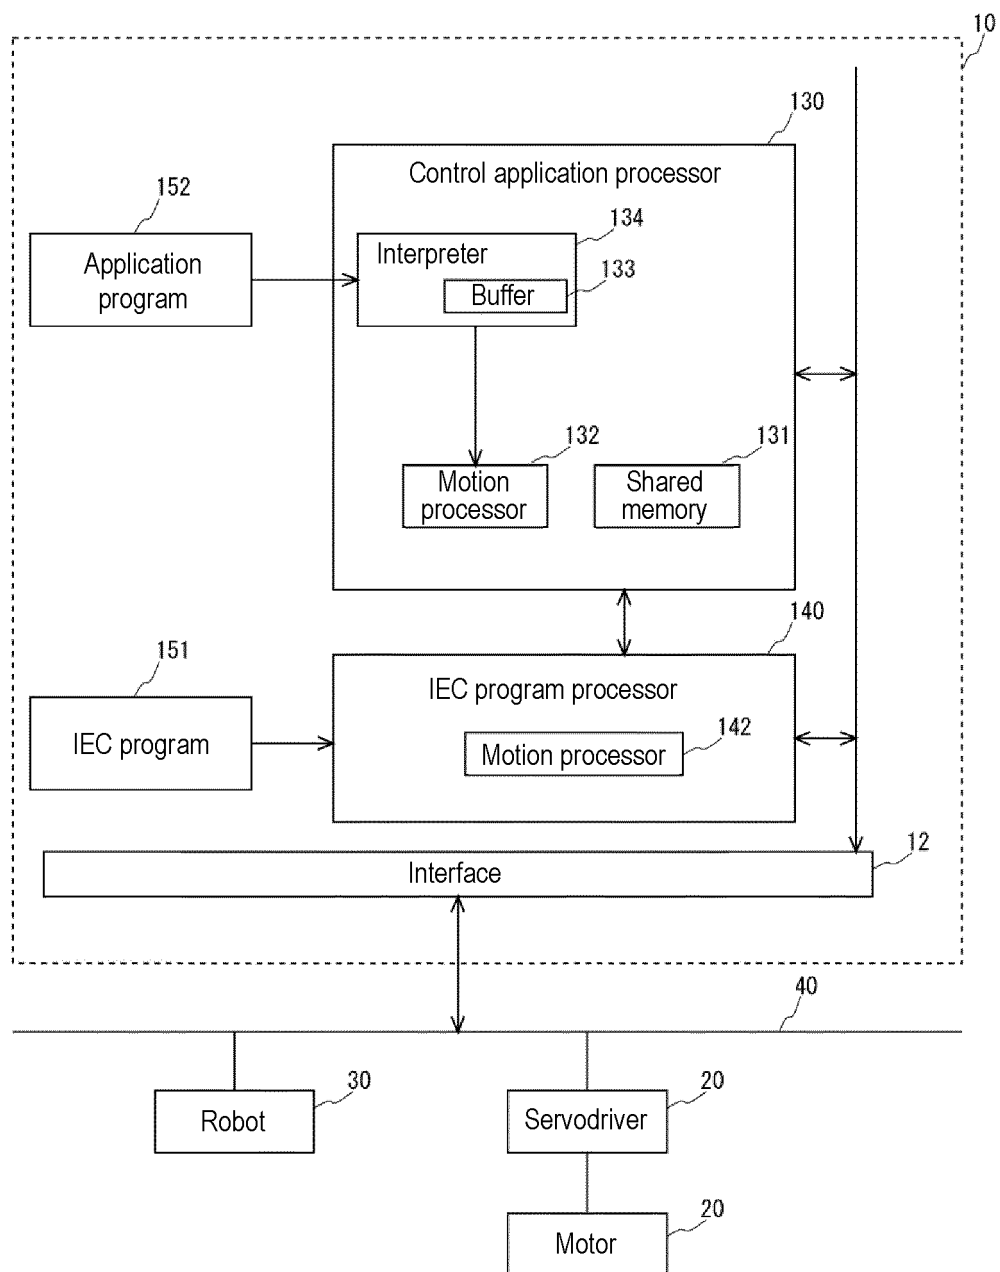 10
130
Control application processor
152
134
Application
program
Interpreter
133
Buffer
132
131
Motion
processor
Shared
memory
140
151
IEC program processor
IEC program
142
Motion processor
12
Interface
40
30
20
Robot
Servodriver
20
Motor